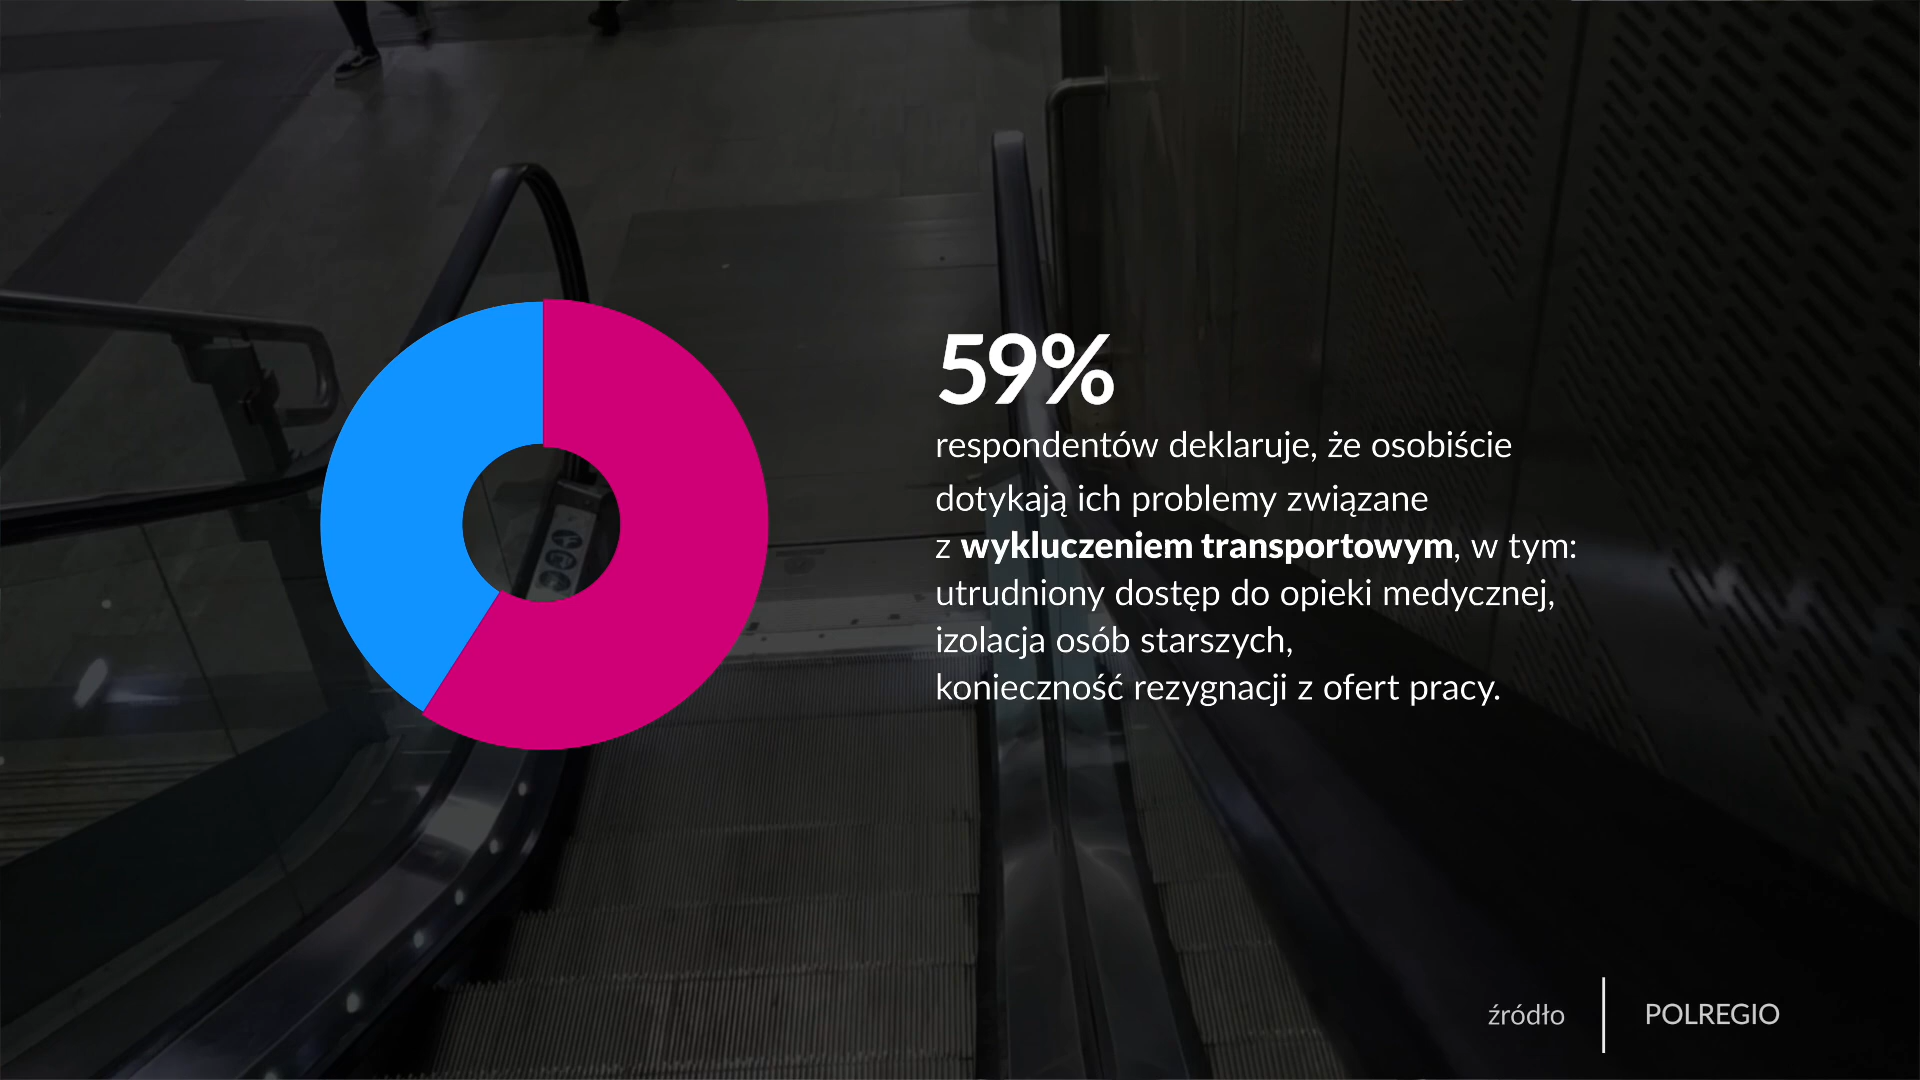 59%
respondentów deklaruje, że osobiście
dotykają ich problemy związane
z wykluczeniem transportowym, w tym:
utrudniony dostęp do opieki medycznej,
izolacja osób starszych,
konieczność rezygnacji z ofert pracy.
źródło
POLREGIO